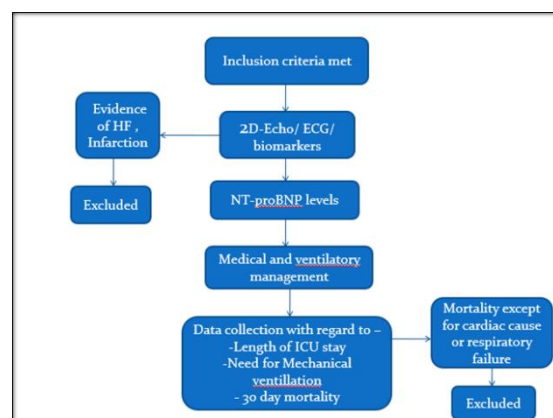 Inclusion criteria met
Evidence
of HF ,
Infarction
2D-Echo/ ECG/
biomarkers
Excluded
NT-proBNP levels
Medical and ventilatory
management
Data collection with regard to –
-Length of ICU stay
-Need for Mechanical
ventillation
- 30 day mortality
Mortality except
for cardiac cause
or respiratory
failure
Excluded